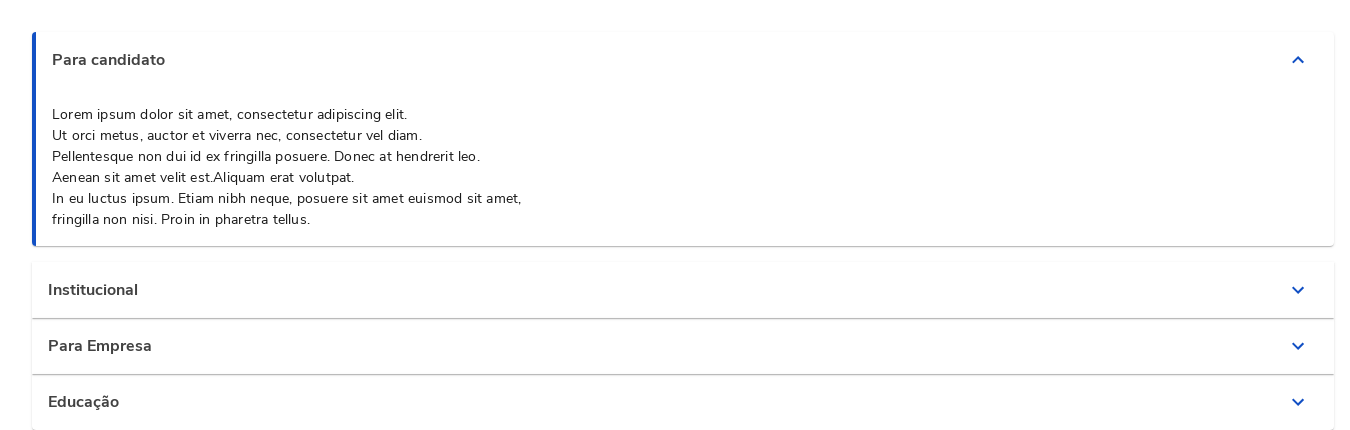 Para candidato
Lorem ipsum dolor sit amet, consectetur adipiscing elit.
Ut orci metus, auctor et viverra nec, consectetur vel diam.
Pellentesque non dui id ex fringilla posuere. Donec at hendrerit leo.
Aenean sit amet velit est.Aliquam erat volutpat.
In eu luctus ipsum. Etiam nibh neque, posuere sit amet euismod sit amet,
fringilla non nisi. Proin in pharetra tellus.
Institucional
Para Empresa
Educação